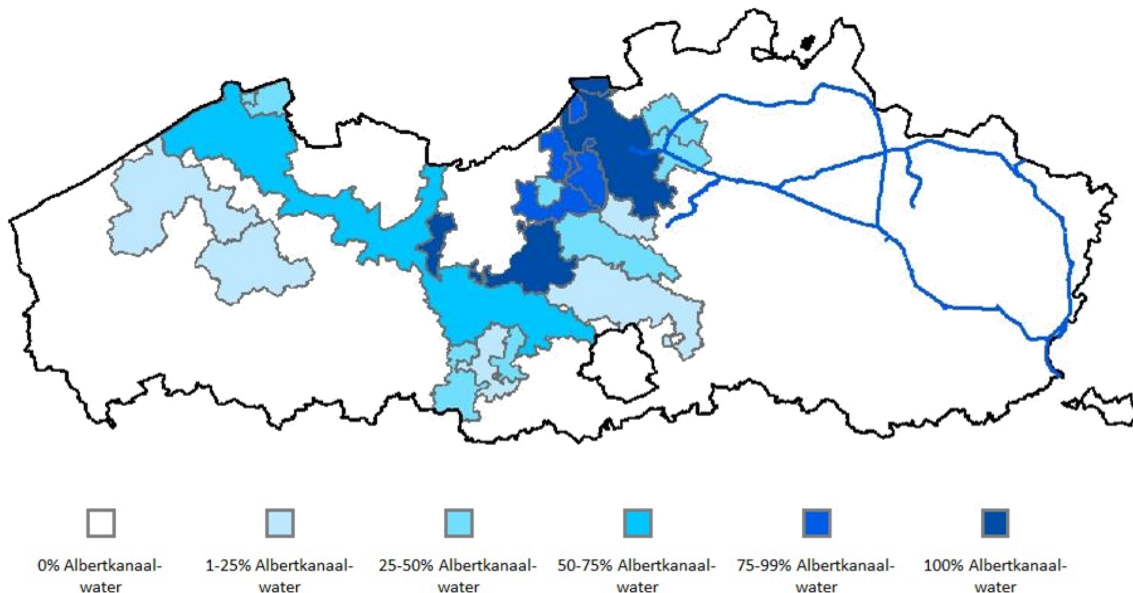 0% Albertkanaal-
water
1-25% Albertkanaal-
water
25-50% Albertkanaal-
water
50-75% Albertkanaal-
water
75-99% Albertkanaal-
water
100% Albertkanaal-
water